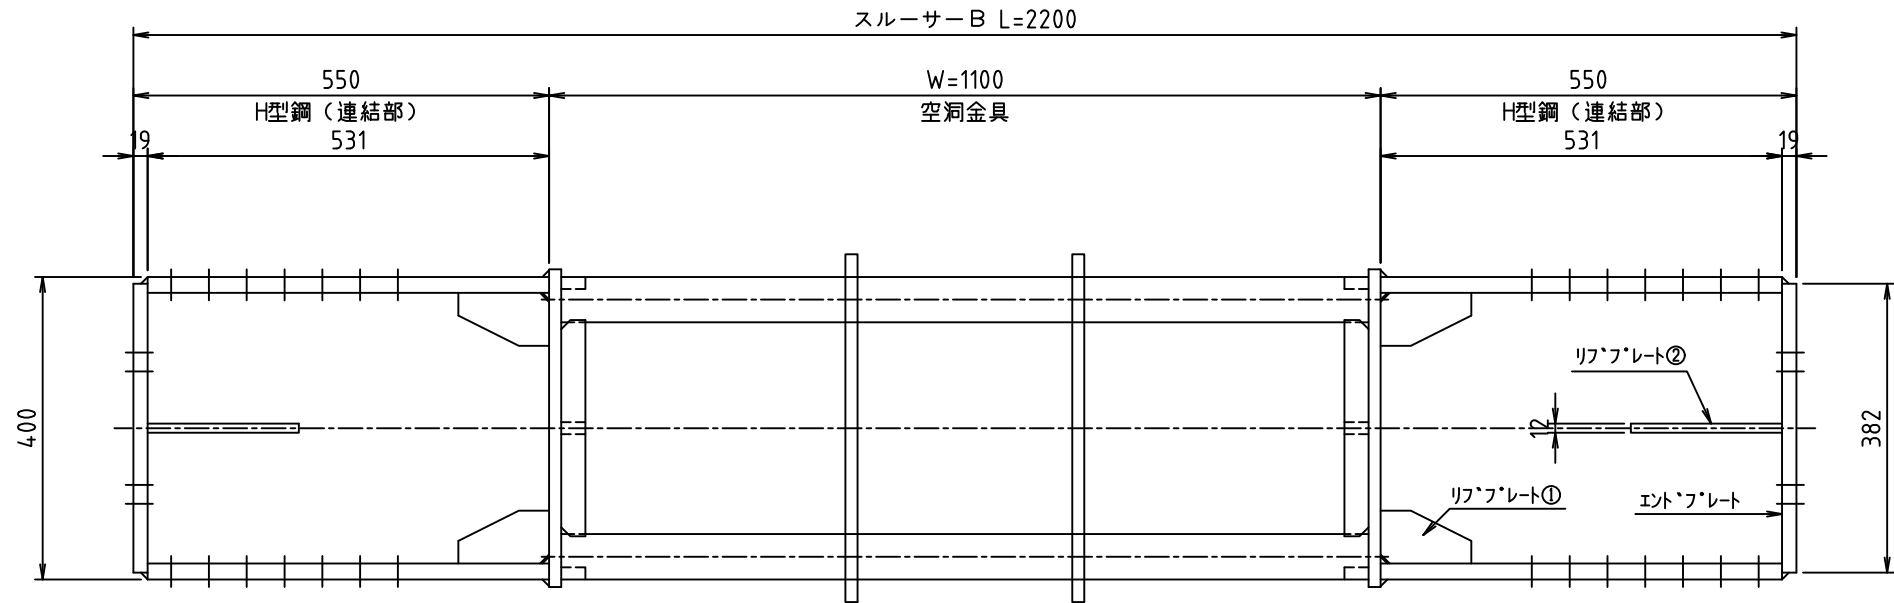 スルーサーB L=2200
550
W=1100
550
H型鋼（連結部）
空洞金具
H型鋼（連結部）
19
531
531
19
リブプレート②
400
12
382
リブプレート①
エンドプレート